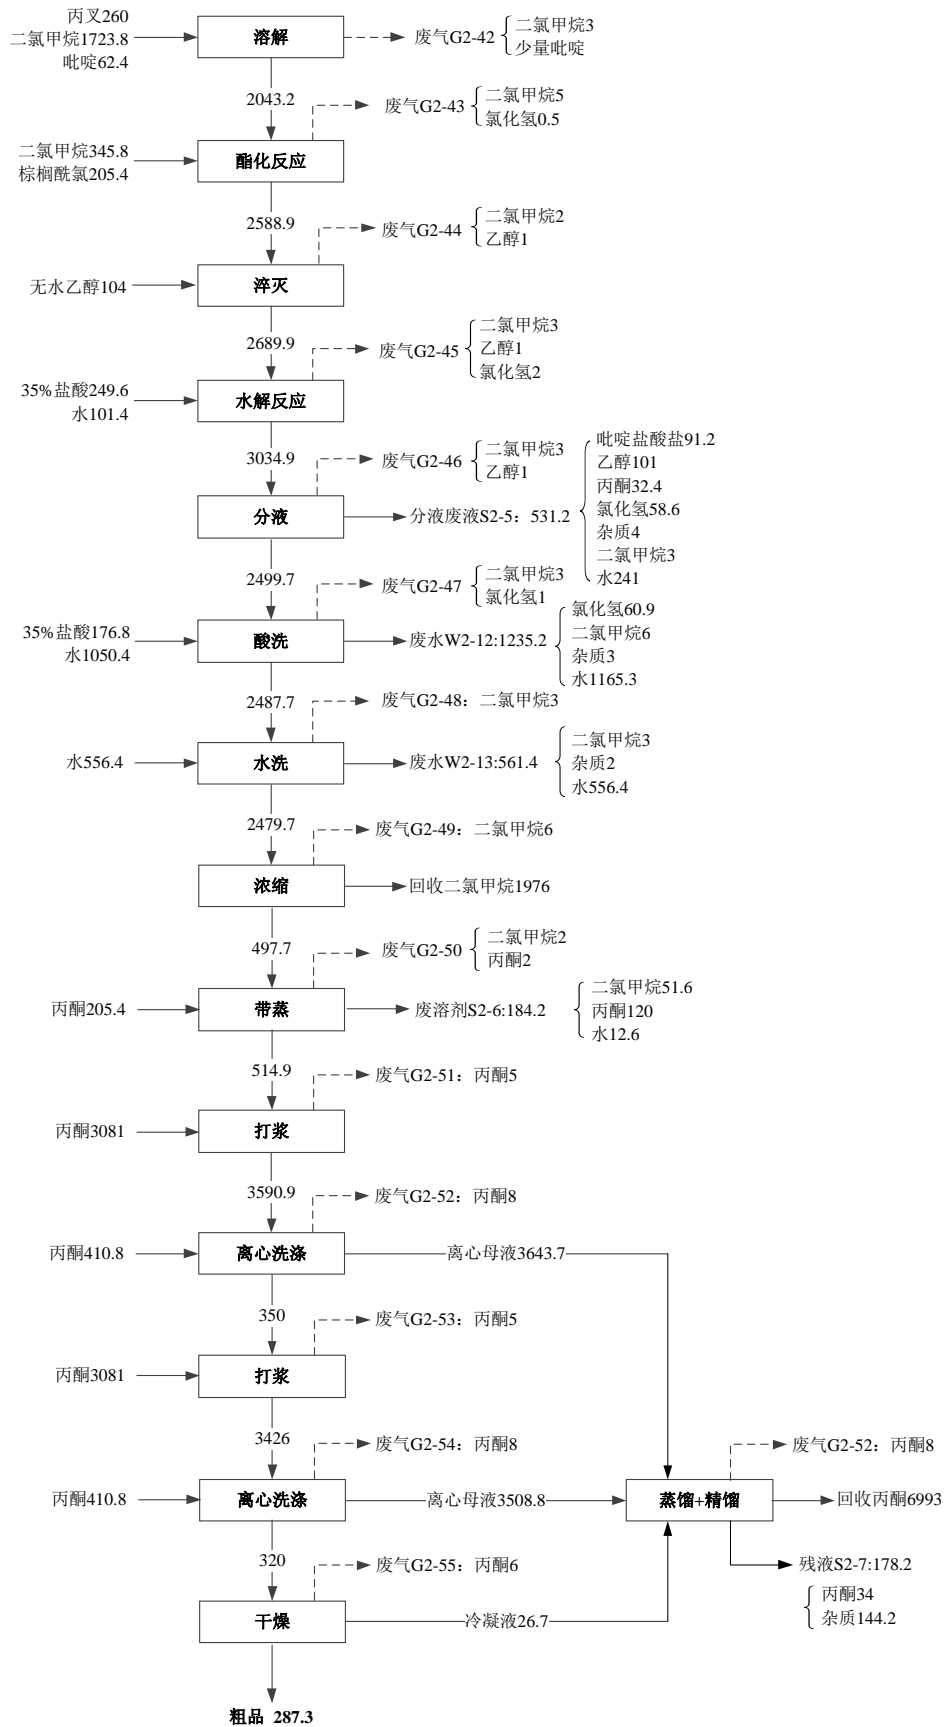 丙叉260
二氯甲烷1723.8
吡啶62.4
溶解
废气G2-42
二氯甲烷3
少量吡啶
2043.2
废气G2-43
二氯甲烷5
氯化氢0.5
二氯甲烷345.8
棕榈酰氯205.4
酯化反应
2588.9
废气G2-44
二氯甲烷2
乙醇1
无水乙醇104
淬灭
2689.9
废气G2-45
二氯甲烷3
乙醇1
氯化氢2
35%盐酸249.6
水101.4
水解反应
3034.9
废气G2-46
二氯甲烷3
乙醇1
分液
分液废液S2-5：531.2
吡啶盐酸盐91.2
乙醇101
丙酮32.4
氯化氢58.6
杂质4
二氯甲烷3
水241
2499.7
废气G2-47
二氯甲烷3
氯化氢1
35%盐酸176.8
水1050.4
酸洗
废水W2-12:1235.2
氯化氢60.9
二氯甲烷6
杂质3
水1165.3
2487.7
废气G2-48：二氯甲烷3
水556.4
水洗
废水W2-13:561.4
二氯甲烷3
杂质2
水556.4
2479.7
废气G2-49：二氯甲烷6
浓缩
回收二氯甲烷1976
497.7
废气G2-50
二氯甲烷2
丙酮2
丙酮205.4
带蒸
废溶剂S2-6:184.2
二氯甲烷51.6
丙酮120
水12.6
514.9
废气G2-51：丙酮5
丙酮3081
打浆
3590.9
废气G2-52：丙酮8
丙酮410.8
离心洗涤
离心母液3643.7
350
废气G2-53：丙酮5
丙酮3081
打浆
3426
废气G2-54：丙酮8
废气G2-52：丙酮8
丙酮410.8
离心洗涤
离心母液3508.8
蒸馏+精馏
回收丙酮6993
320
废气G2-55：丙酮6
残液S2-7:178.2
丙酮34
杂质144.2
干燥
冷凝液26.7
粗品 287.3